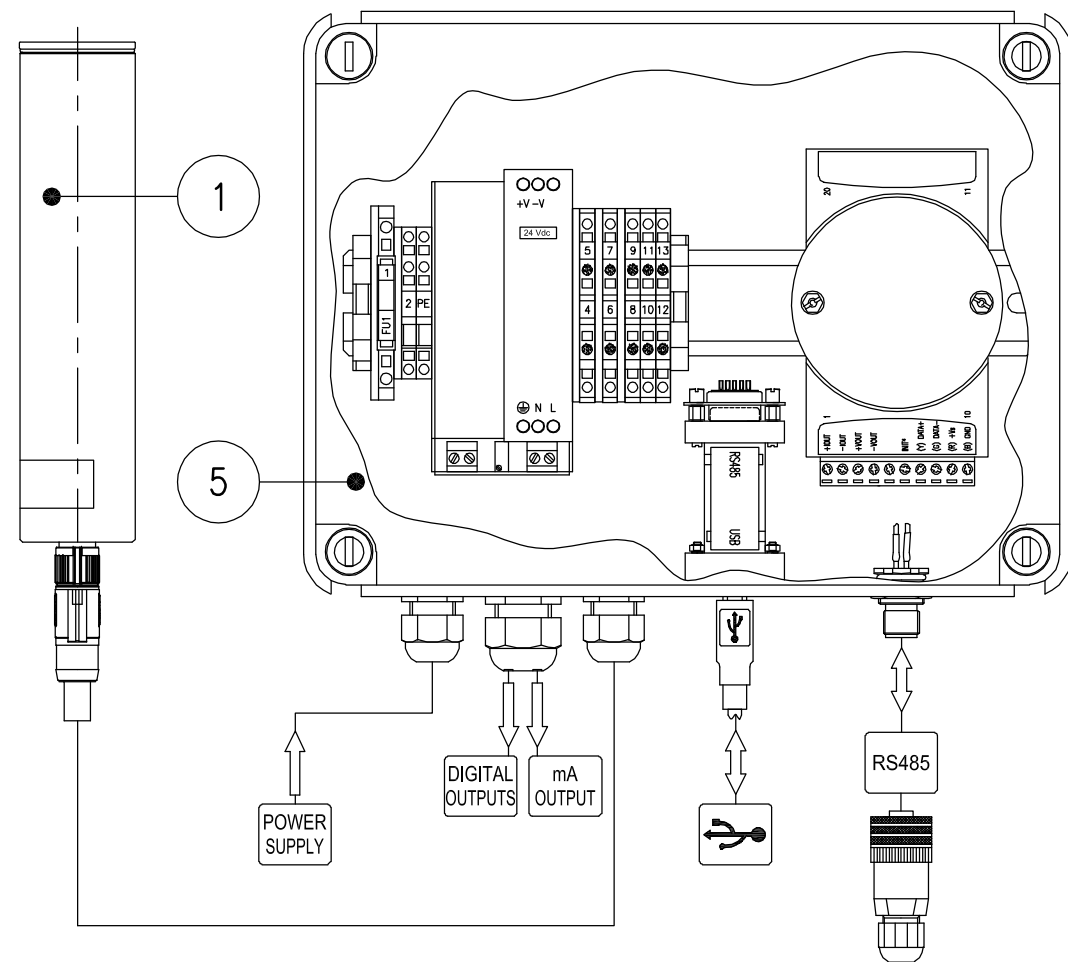 1
5
+V -V
24 Vdc
N L
1
FU1
2 PE
5 7 9 11 13
4 6 8 10 12
20 11
1 10
+IOUT
-IOUT
+VOUT
-VOUT
INIT*
(Y) DATA+
(G) DATA-
(R) +Vs
(B) GND
RS485
USB
DIGITAL
OUTPUTS
mA
OUTPUT
POWER
SUPPLY
RS485